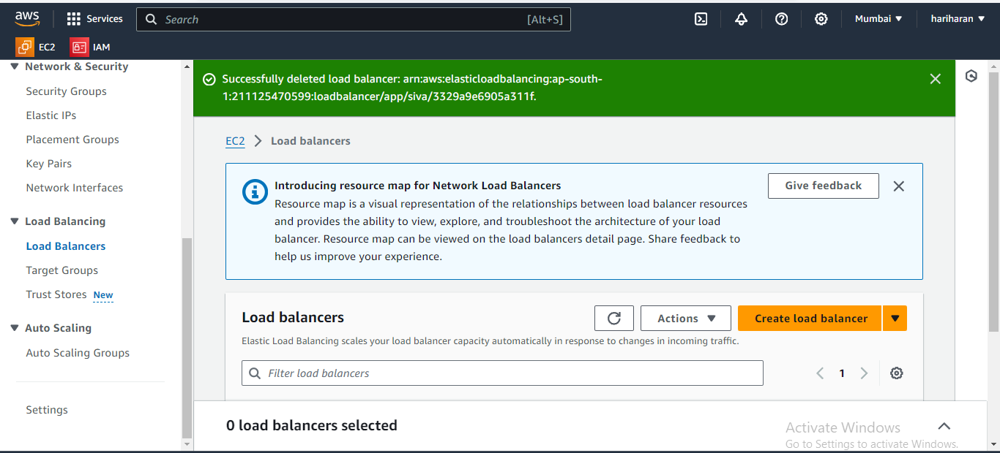 aws
Services
Search
[Alt+S]
Mumbai
hariharan
EC2
IAM
Network & Security
Security Groups
Elastic IPs
Placement Groups
Key Pairs
Network Interfaces
Load Balancing
Load Balancers
Target Groups
Trust Stores New
Auto Scaling
Auto Scaling Groups
Settings
Successfully deleted load balancer: arn:aws:elasticloadbalancing:ap-south-
1:211125470599:loadbalancer/app/siva/3329a9e6905a311f.
EC2
Load balancers
Introducing resource map for Network Load Balancers
Resource map is a visual representation of the relationships between load balancer resources
and provides the ability to view, explore, and troubleshoot the architecture of your load
balancer. Resource map can be viewed on the load balancers detail page. Share feedback to
help us improve your experience.
Give feedback
Load balancers
Actions
Create load balancer
Elastic Load Balancing scales your load balancer capacity automatically in response to changes in incoming traffic.
Filter load balancers
1
0 load balancers selected
Activate Windows
Go to Settings to activate Windows.